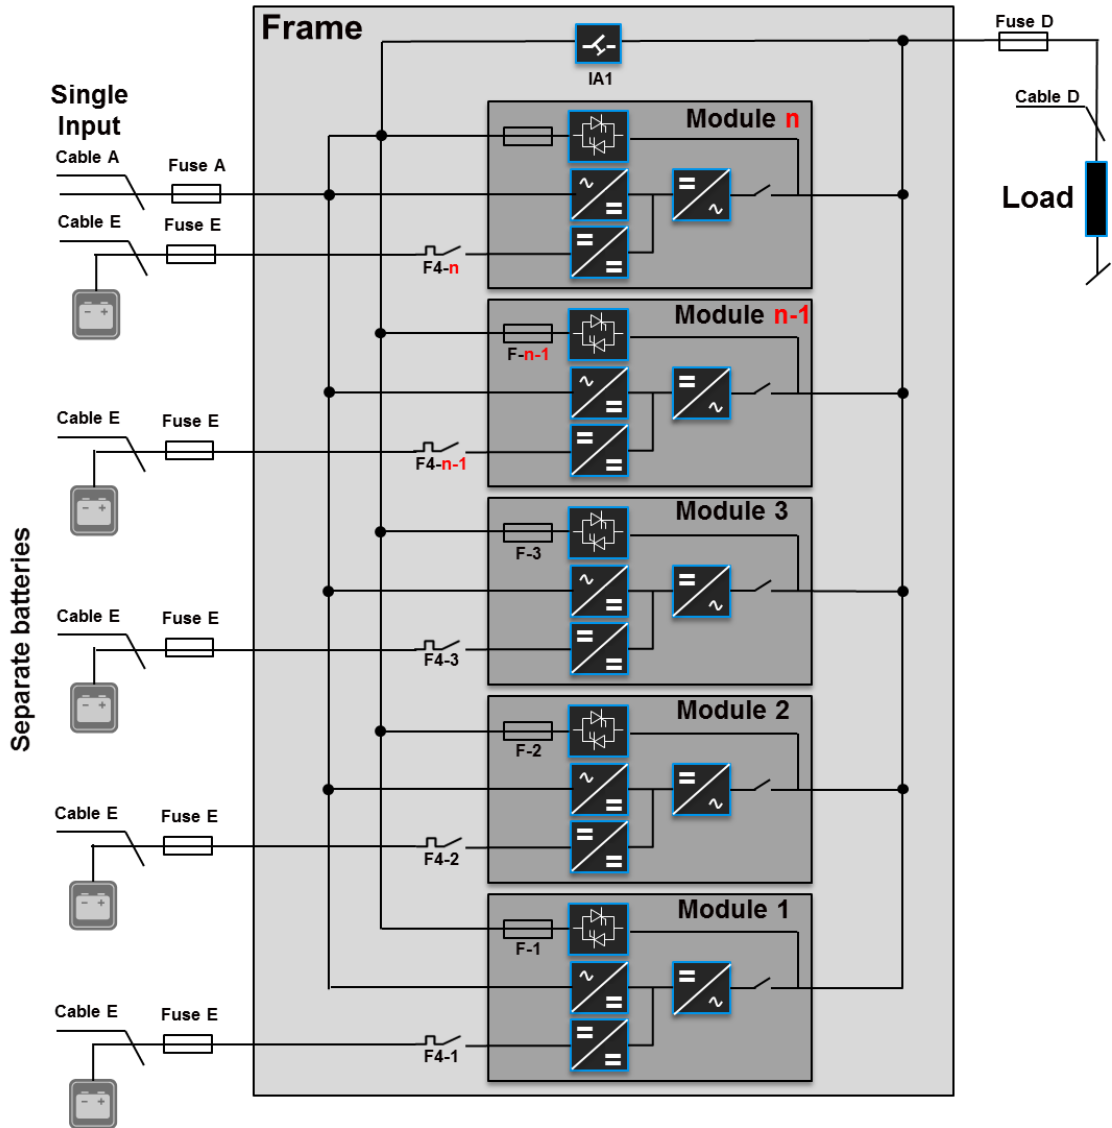 Frame
Fuse D
IA1
Cable D
Load
Single
Input
Cable A
Fuse A
Module n
Cable E
Fuse E
F4-n
Module n-1
F-n-1
Cable E
Fuse E
F4-n-1
Separate batteries
Module 3
F-3
Cable E
Fuse E
F4-3
Module 2
F-2
Cable E
Fuse E
F4-2
Module 1
F-1
Cable E
Fuse E
F4-1